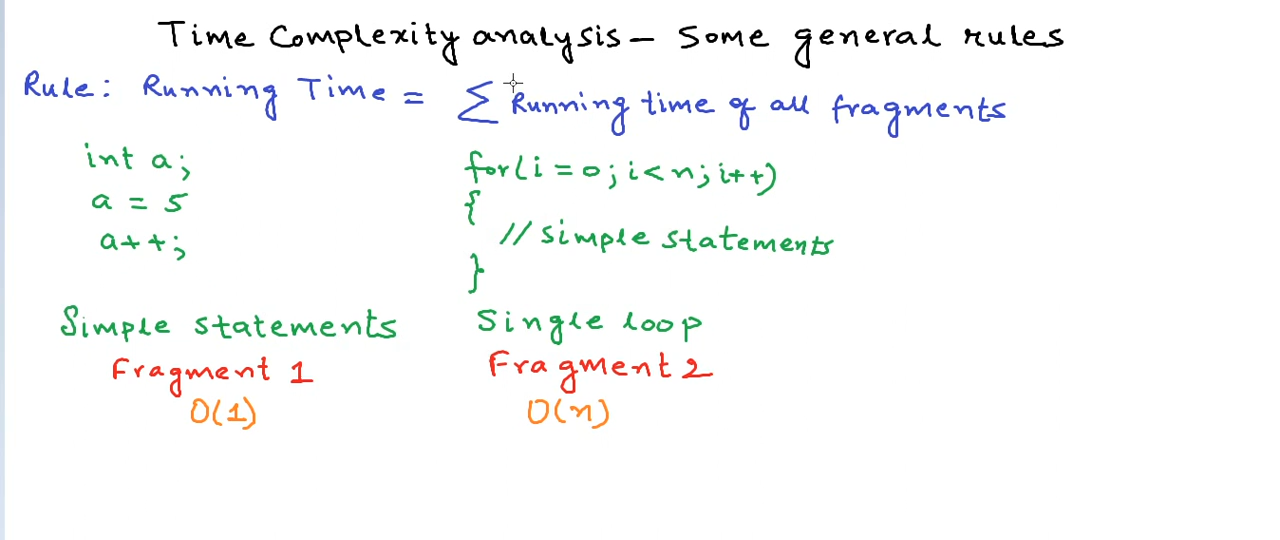 Time Complexity analysis – Some general rules
Rule: Running Time = ∑ Running time of all fragments
int a;
a = 5
a++;
for(i = 0; i < n; i++)
{
// simple statements
}
Simple statements
Fragment 1
O(1)
Single loop
Fragment 2
O(n)